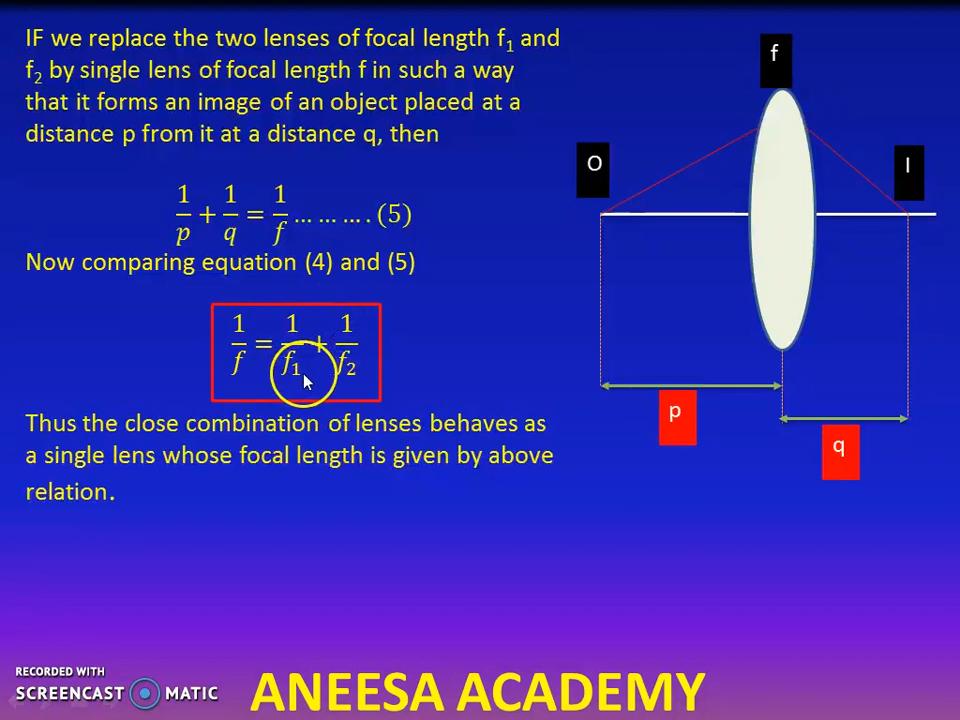 IF we replace the two lenses of focal length f₁ and
f₂ by single lens of focal length f in such a way
that it forms an image of an object placed at a
distance p from it at a distance q, then
1/p + 1/q = 1/f … … … . (5)
Now comparing equation (4) and (5)
1/f = 1/f₁ + 1/f₂
Thus the close combination of lenses behaves as
a single lens whose focal length is given by above
relation.
f
O
I
p
q
RECORDED WITH
SCREENCAST MATIC
ANEESA ACADEMY